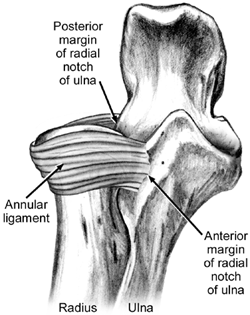 Posterior
margin
of radial
notch
of ulna
Annular
ligament
Anterior
margin
of radial
notch
of ulna
Radius
Ulna